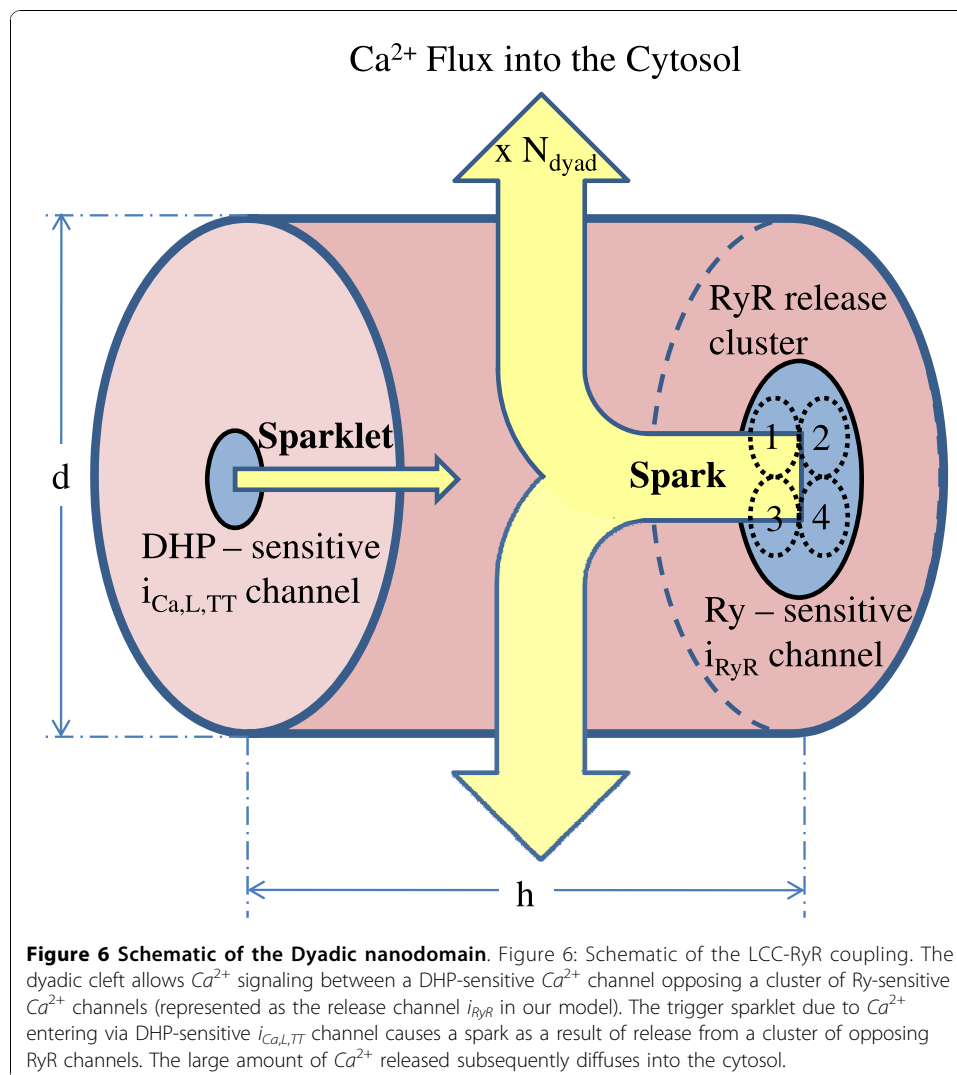 Ca²⁺ Flux into the Cytosol
x N_dyad
RyR release
cluster
1 2
Sparklet
Spark
d
3 4
DHP – sensitive
i_Ca,L,TT channel
Ry – sensitive
i_RyR channel
h
Figure 6 Schematic of the Dyadic nanodomain. Figure 6: Schematic of the LCC-RyR coupling. The
dyadic cleft allows Ca²⁺ signaling between a DHP-sensitive Ca²⁺ channel opposing a cluster of Ry-sensitive
Ca²⁺ channels (represented as the release channel i_RyR in our model). The trigger sparklet due to Ca²⁺
entering via DHP-sensitive i_Ca,L,TT channel causes a spark as a result of release from a cluster of opposing
RyR channels. The large amount of Ca²⁺ released subsequently diffuses into the cytosol.